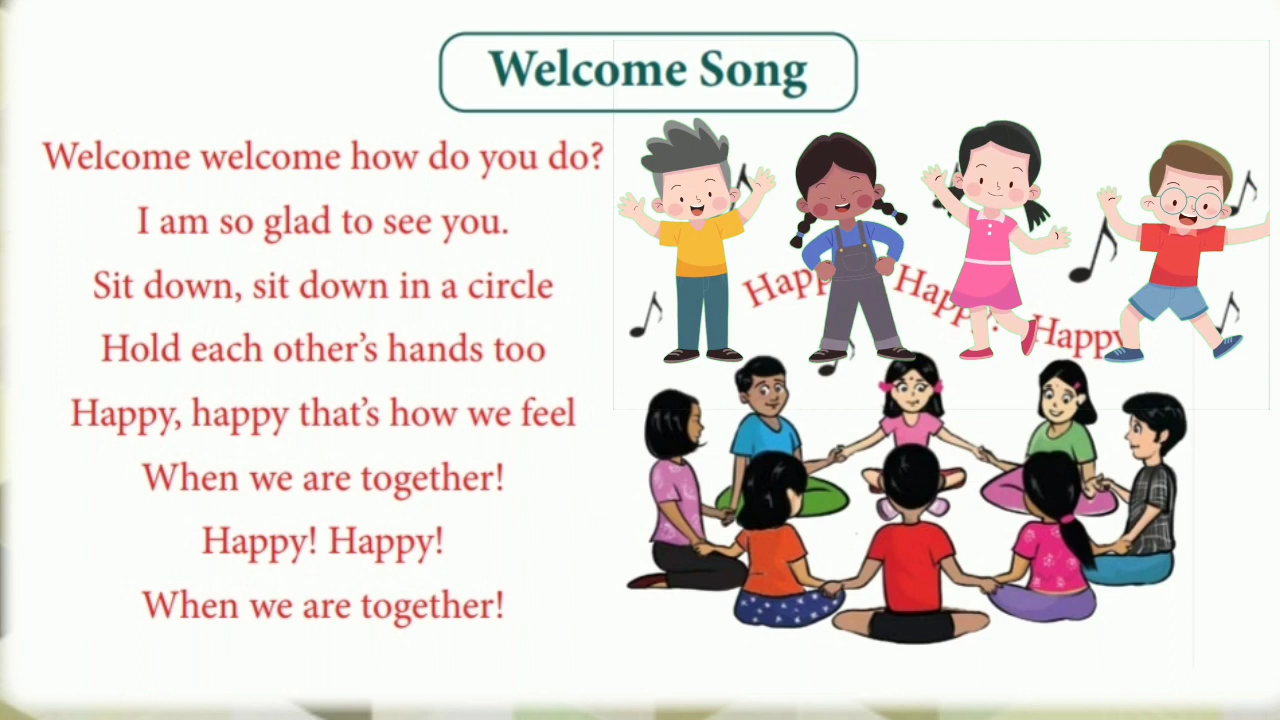 Welcome Song
Welcome welcome how do you do?
I am so glad to see you.
Sit down, sit down in a circle
Hold each other’s hands too
Happy, happy that’s how we feel
When we are together!
Happy! Happy!
When we are together!
Happy
Happy!
Happy